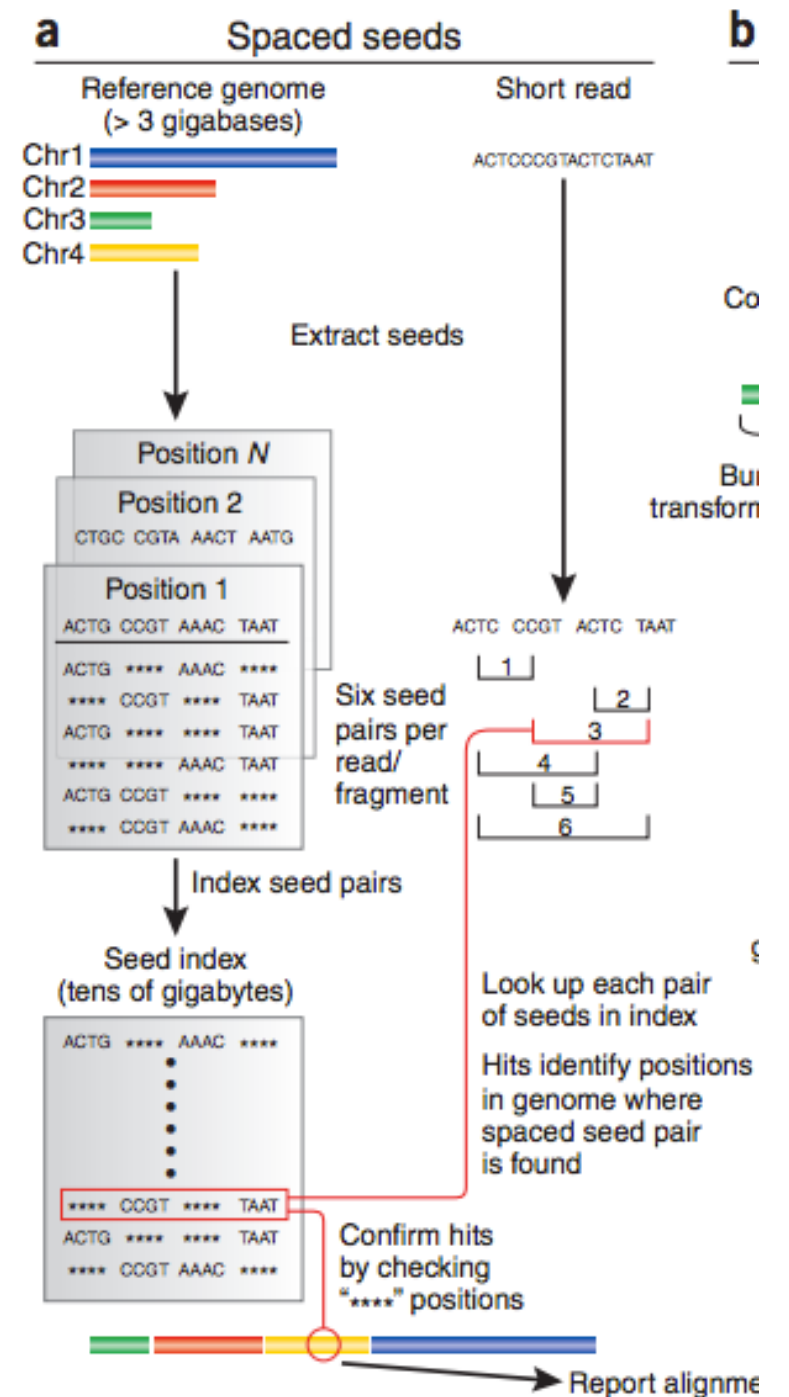 a
Spaced seeds
b
Reference genome
(> 3 gigabases)
Short read
Chr1
Chr2
Chr3
Chr4
ACTCCCGTACTCTAAT
Extract seeds
Co
Position N
Position 2
CTGC CGTA AACT AATG
Position 1
ACTG CCGT AAAC TAAT
ACTG **** AAAC ****
**** CCGT **** TAAT
ACTG **** **** TAAT
**** **** AAAC TAAT
ACTG CCGT **** ****
**** CCGT AAAC ****
Bur
transform
ACTC CCGT ACTC TAAT
1
2
3
4
5
6
Six seed
pairs per
read/
fragment
Index seed pairs
Seed index
(tens of gigabytes)
ACTG **** AAAC ****
**** CCGT **** TAAT
ACTG **** **** TAAT
**** CCGT AAAC ****
Look up each pair
of seeds in index
Hits identify positions
in genome where
spaced seed pair
is found
Confirm hits
by checking
“****” positions
Report alignme